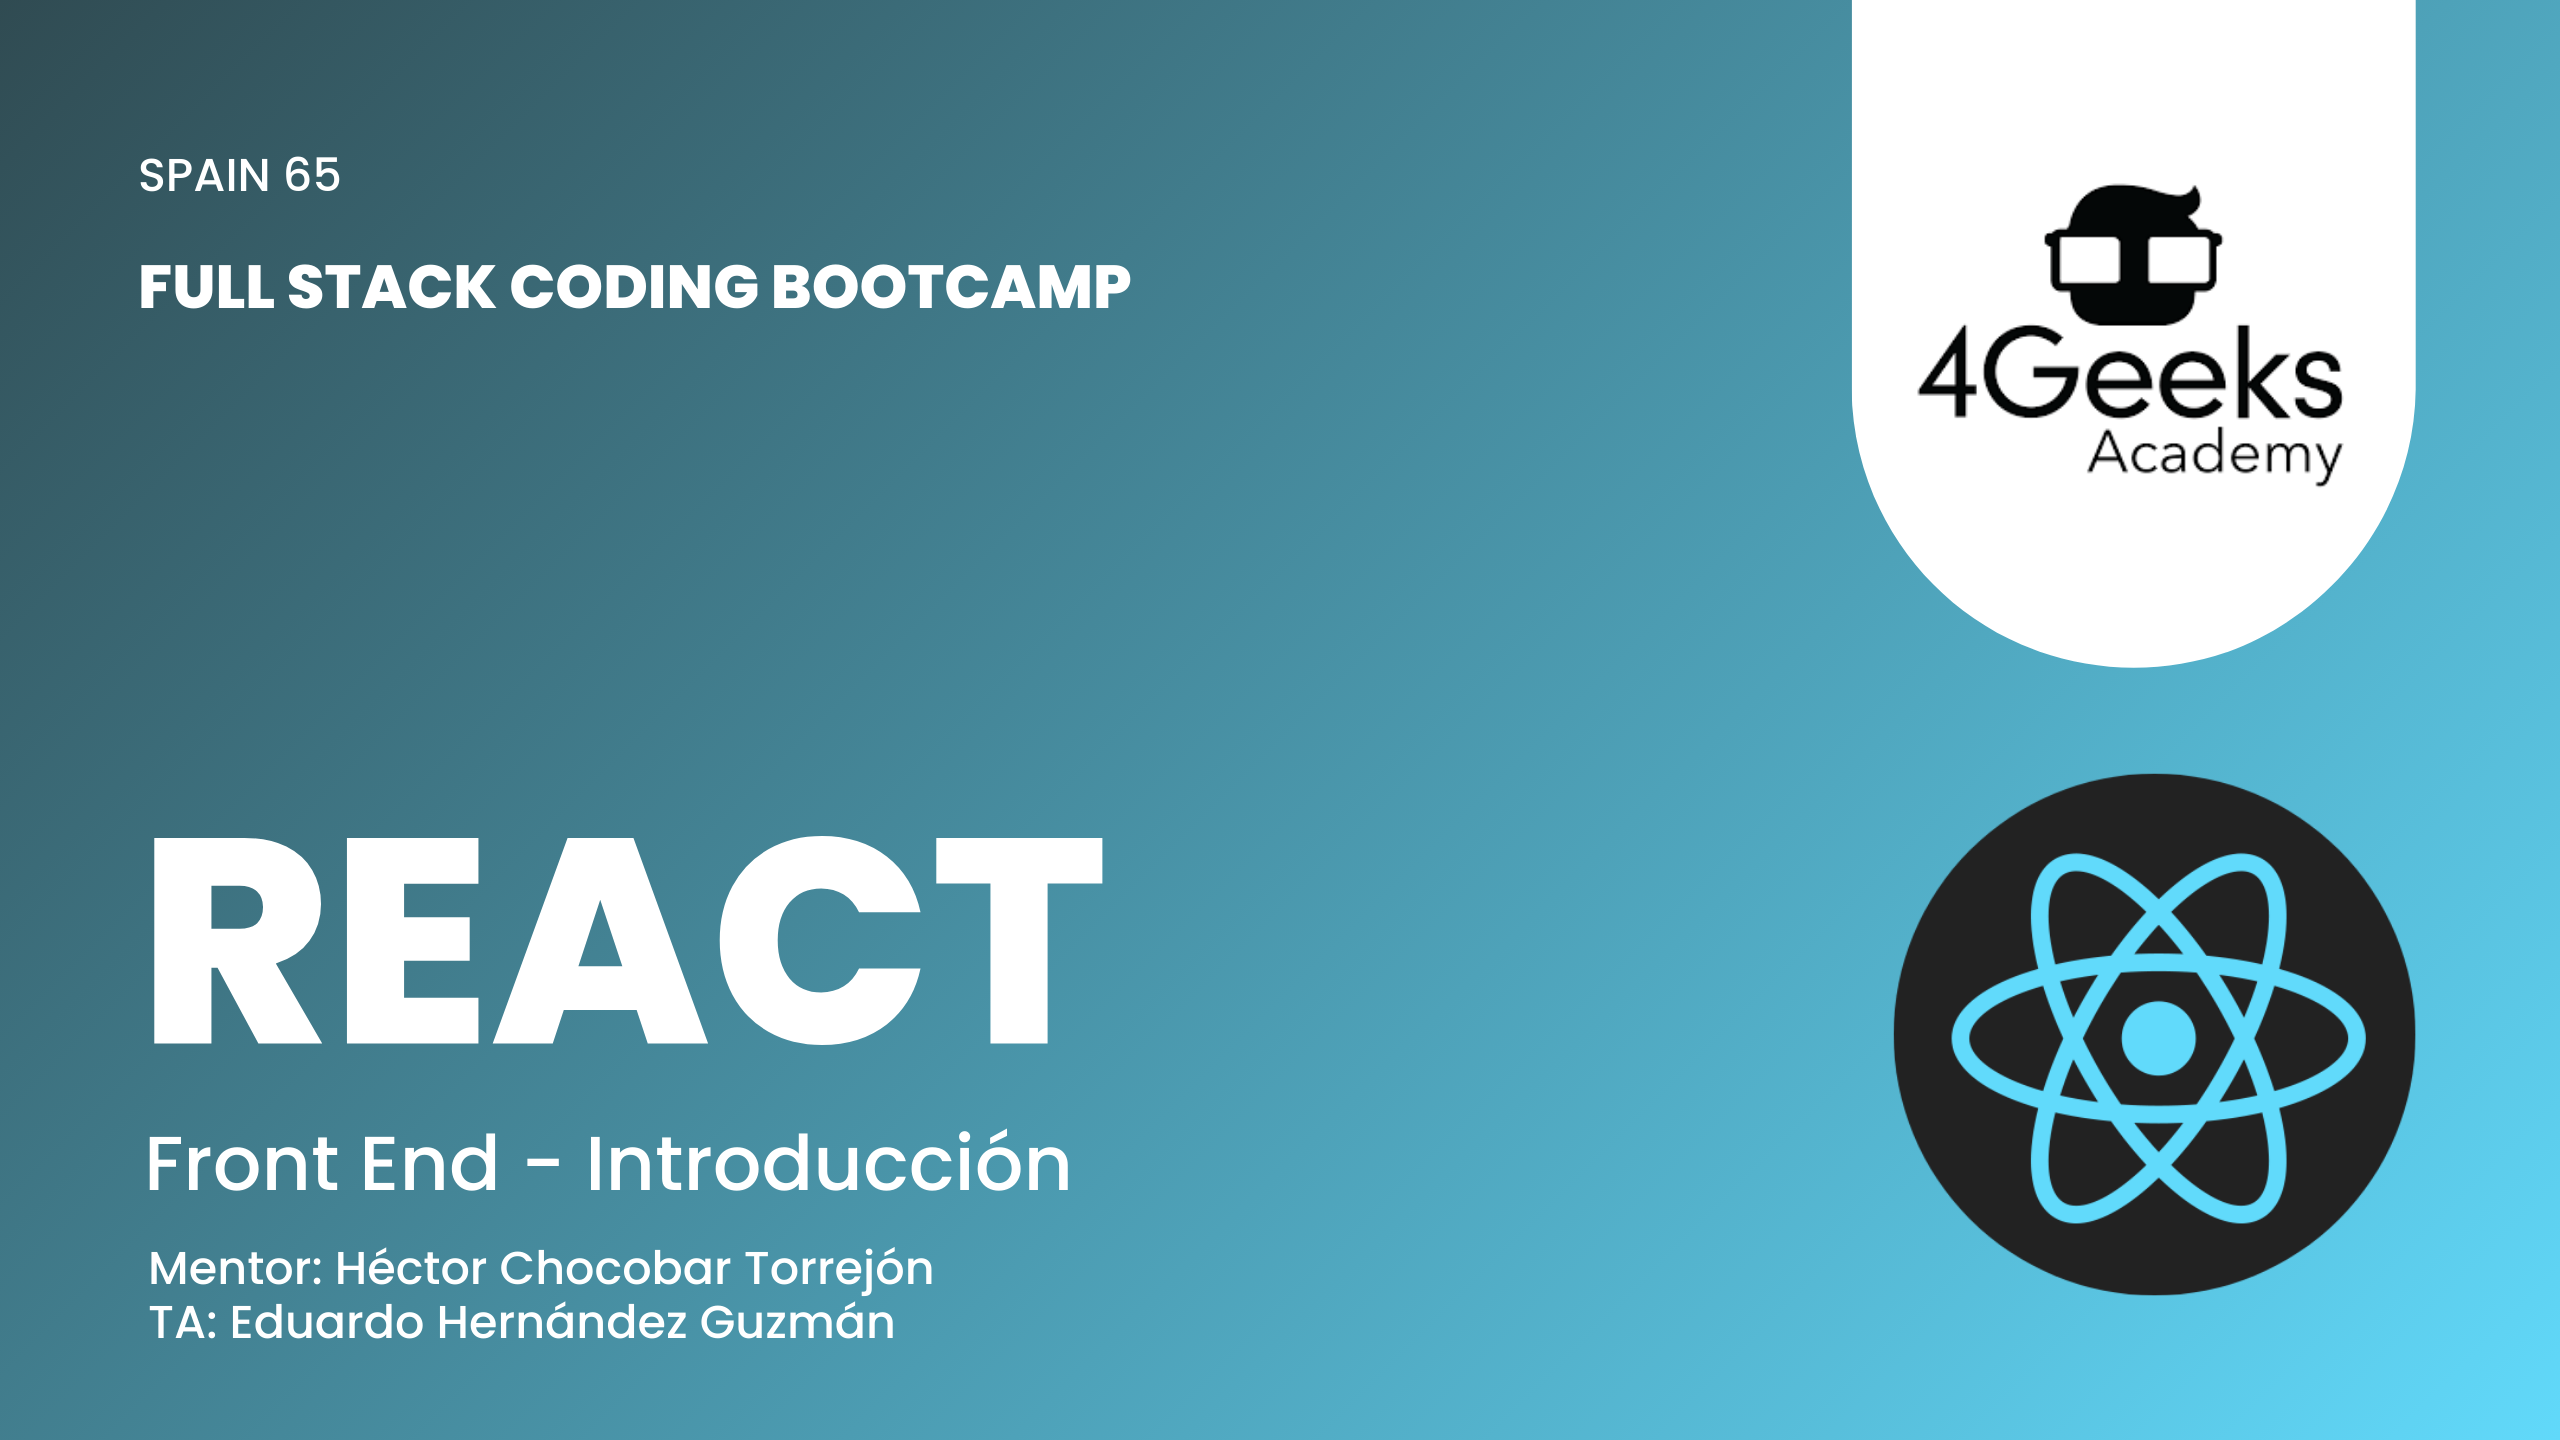 SPAIN 65
FULL STACK CODING BOOTCAMP
4Geeks
Academy
REACT
Front End - Introducción
Mentor: Héctor Chocobar Torrejón
TA: Eduardo Hernández Guzmán